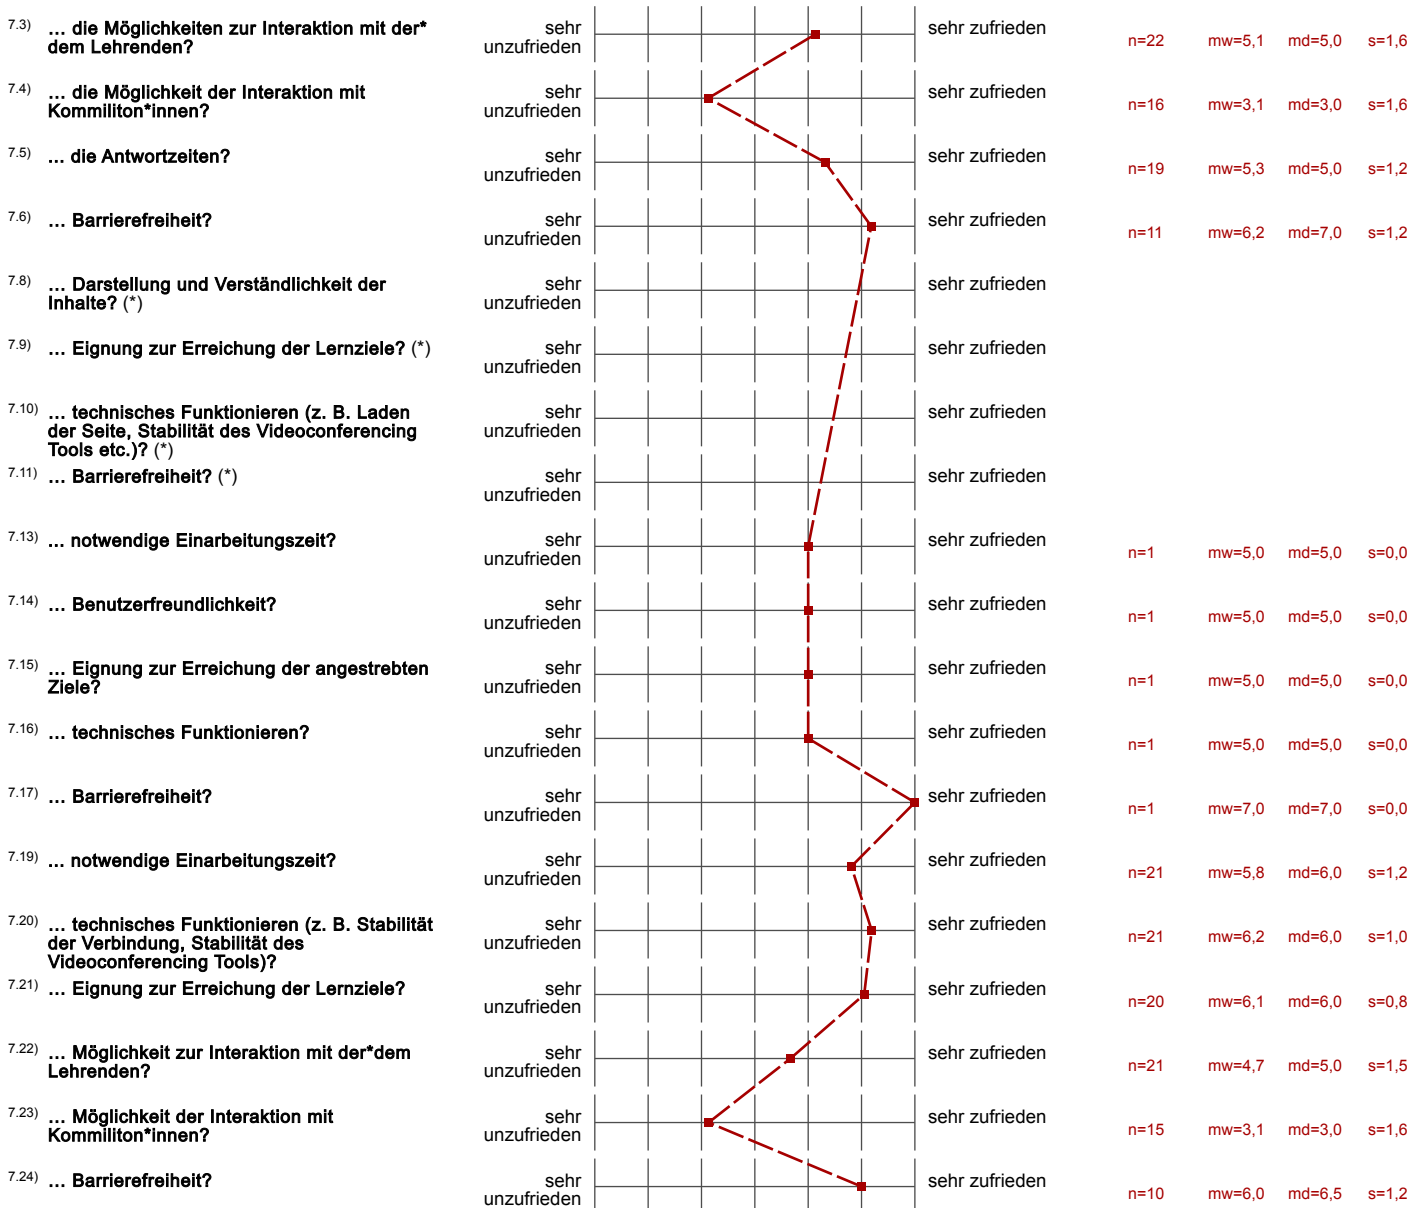 7.3) ... die Möglichkeiten zur Interaktion mit der* sehr sehr zufrieden
dem Lehrenden? unzufrieden n=22 mw=5,1 md=5,0 s=1,6
7.4) ... die Möglichkeit der Interaktion mit sehr sehr zufrieden
Kommiliton*innen? unzufrieden n=16 mw=3,1 md=3,0 s=1,6
7.5) ... die Antwortzeiten? sehr sehr zufrieden
unzufrieden n=19 mw=5,3 md=5,0 s=1,2
7.6) ... Barrierefreiheit? sehr sehr zufrieden
unzufrieden n=11 mw=6,2 md=7,0 s=1,2
7.8) ... Darstellung und Verständlichkeit der sehr sehr zufrieden
Inhalte? (*) unzufrieden
7.9) ... Eignung zur Erreichung der Lernziele? (*) sehr sehr zufrieden
unzufrieden
7.10) ... technisches Funktionieren (z. B. Laden sehr sehr zufrieden
der Seite, Stabilität des Videoconferencing unzufrieden
Tools etc.)? (*)
7.11) ... Barrierefreiheit? (*) sehr sehr zufrieden
unzufrieden
7.13) ... notwendige Einarbeitungszeit? sehr sehr zufrieden
unzufrieden n=1 mw=5,0 md=5,0 s=0,0
7.14) ... Benutzerfreundlichkeit? sehr sehr zufrieden
unzufrieden n=1 mw=5,0 md=5,0 s=0,0
7.15) ... Eignung zur Erreichung der angestrebten sehr sehr zufrieden
Ziele? unzufrieden n=1 mw=5,0 md=5,0 s=0,0
7.16) ... technisches Funktionieren? sehr sehr zufrieden
unzufrieden n=1 mw=5,0 md=5,0 s=0,0
7.17) ... Barrierefreiheit? sehr sehr zufrieden
unzufrieden n=1 mw=7,0 md=7,0 s=0,0
7.19) ... notwendige Einarbeitungszeit? sehr sehr zufrieden
unzufrieden n=21 mw=5,8 md=6,0 s=1,2
7.20) ... technisches Funktionieren (z. B. Stabilität sehr sehr zufrieden
der Verbindung, Stabilität des unzufrieden n=21 mw=6,2 md=6,0 s=1,0
Videoconferencing Tools)?
7.21) ... Eignung zur Erreichung der Lernziele? sehr sehr zufrieden
unzufrieden n=20 mw=6,1 md=6,0 s=0,8
7.22) ... Möglichkeit zur Interaktion mit der*dem sehr sehr zufrieden
Lehrenden? unzufrieden n=21 mw=4,7 md=5,0 s=1,5
7.23) ... Möglichkeit der Interaktion mit sehr sehr zufrieden
Kommiliton*innen? unzufrieden n=15 mw=3,1 md=3,0 s=1,6
7.24) ... Barrierefreiheit? sehr sehr zufrieden
unzufrieden n=10 mw=6,0 md=6,5 s=1,2